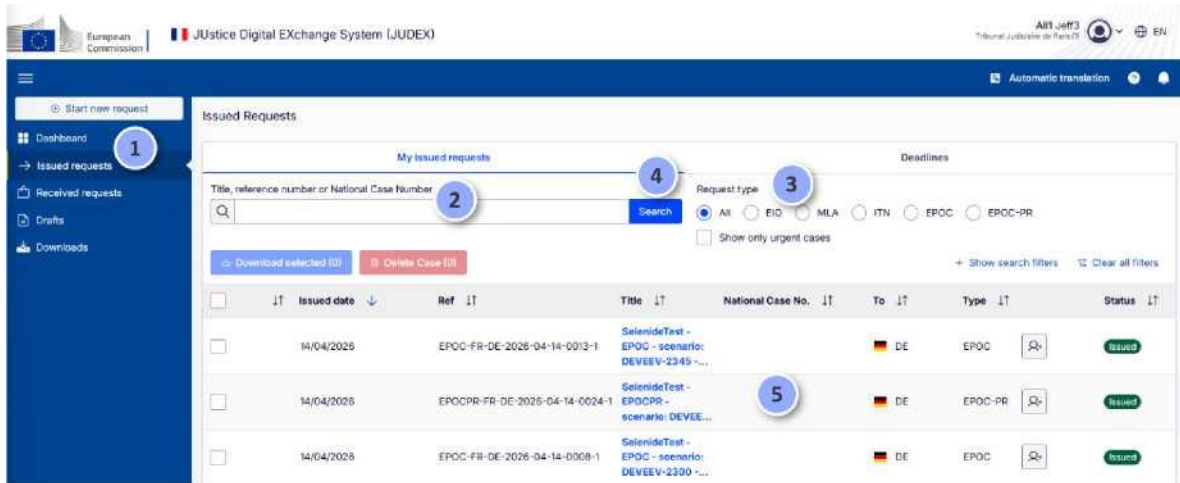 European
Commission
JUstice Digital EXchange System (JUDEX)
Ali1 Jeff3
Tribunal Judiciaire de Paris
EN
Automatic translation
Start new request
Dashboard
Issued requests
Received requests
Drafts
Downloads
1
Issued Requests
My issued requests
Deadlines
Title, reference number or National Case Number
2
4
Search
Request type
3
All EIO MLA ITN EPOC EPOC-PR
Show only urgent cases
Download selected (0)
Delete Case (0)
+ Show search filters
Clear all filters
Issued date Ref Title National Case No. To Type Status
14/04/2026 EPOC-FR-DE-2026-04-14-0013-1 SelenideTest -
EPOC - scenario:
DEVEEV-2345 -...
DE EPOC Issued
14/04/2026 EPOCPR-FR-DE-2026-04-14-0024-1 SelenideTest -
EPOCPR -
scenario: DEVEE...
5
DE EPOC-PR Issued
14/04/2026 EPOC-FR-DE-2026-04-14-0008-1 SelenideTest -
EPOC - scenario:
DEVEEV-2300 -...
DE EPOC Issued